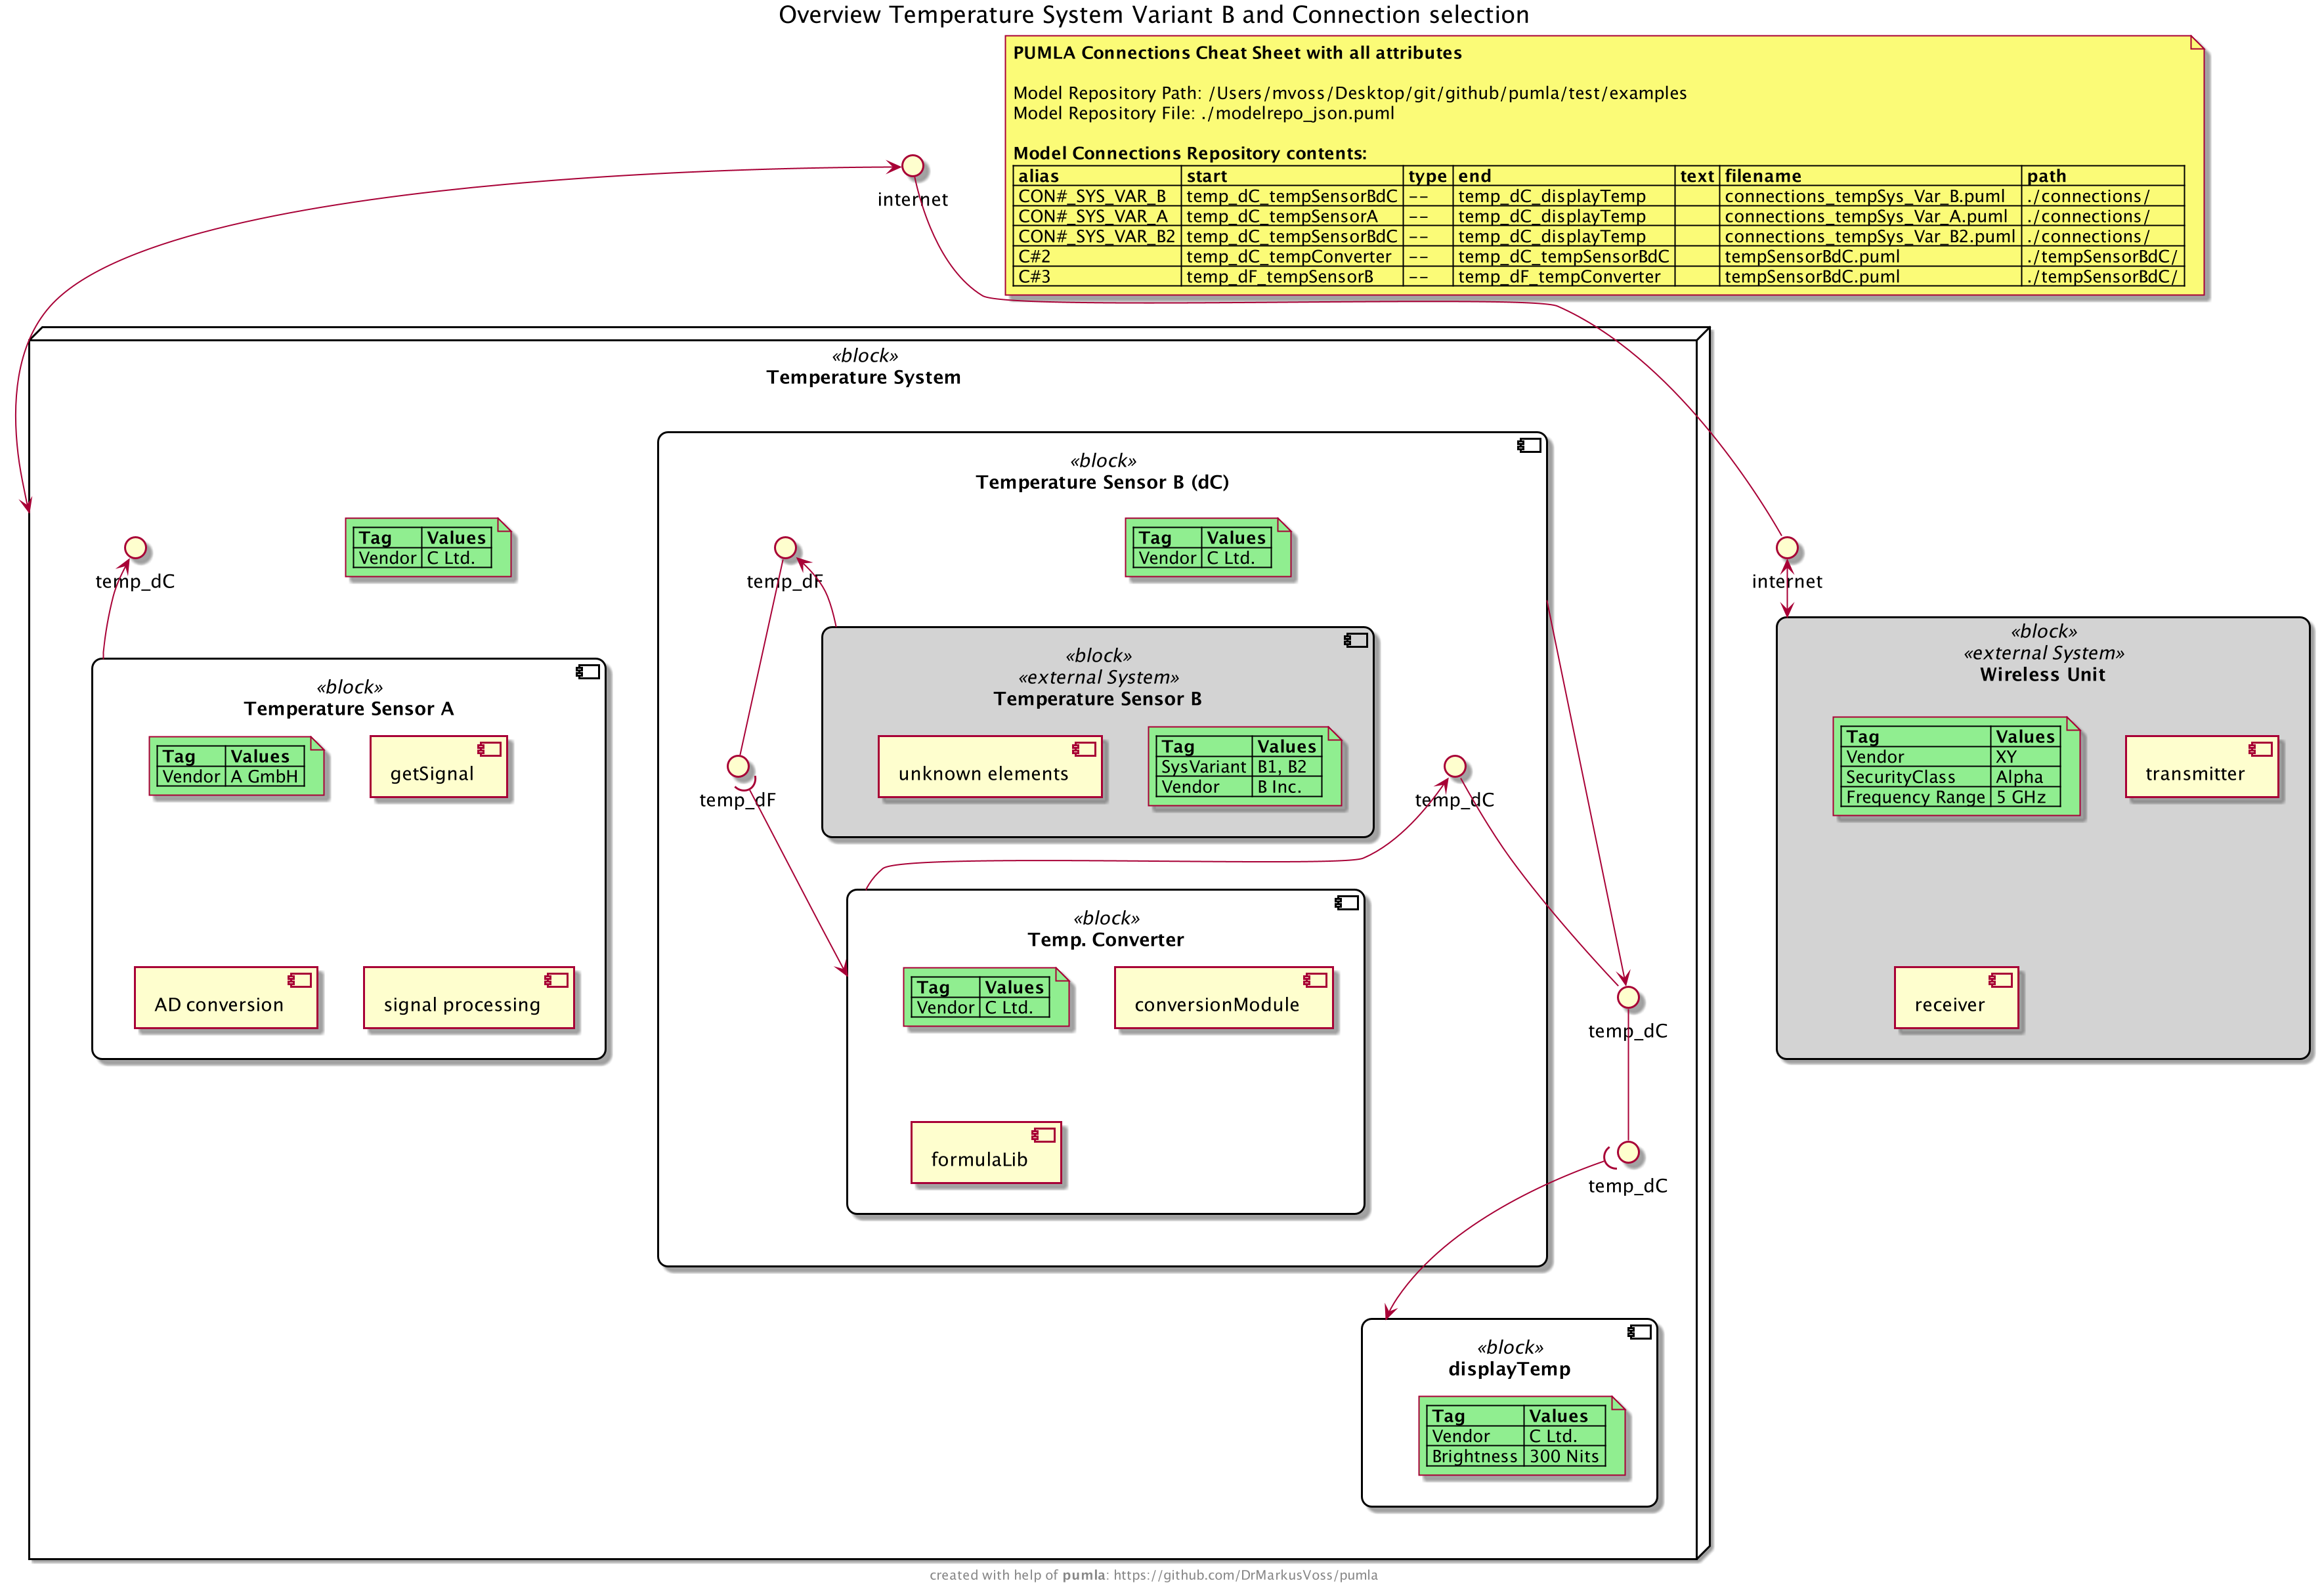 Overview Temperature System Variant B and Connection selection
PUMLA Connections Cheat Sheet with all attributes
Model Repository Path: /Users/mvoss/Desktop/git/github/pumla/test/examples
Model Repository File: ./modelrepo_json.puml
Model Connections Repository contents:
alias start type end text filename path
CON#_SYS_VAR_B temp_dC_tempSensorBdC -- temp_dC_displayTemp connections_tempSys_Var_B.puml ./connections/
CON#_SYS_VAR_A temp_dC_tempSensorA -- temp_dC_displayTemp connections_tempSys_Var_A.puml ./connections/
CON#_SYS_VAR_B2 temp_dC_tempSensorBdC -- temp_dC_displayTemp connections_tempSys_Var_B2.puml ./connections/
C#2 temp_dC_tempConverter -- temp_dC_tempSensorBdC tempSensorBdC.puml ./tempSensorBdC/
C#3 temp_dF_tempSensorB -- temp_dF_tempConverter tempSensorBdC.puml ./tempSensorBdC/
internet
«block»
Temperature System
temp_dC
Tag Values
Vendor C Ltd.
«block»
Temperature Sensor A
Tag Values
Vendor A GmbH
getSignal
AD conversion
signal processing
«block»
Temperature Sensor B (dC)
temp_dF
Tag Values
Vendor C Ltd.
«block»
«external System»
Temperature Sensor B
unknown elements
Tag Values
SysVariant B1, B2
Vendor B Inc.
temp_dF
temp_dC
«block»
Temp. Converter
Tag Values
Vendor C Ltd.
conversionModule
formulaLib
temp_dC
temp_dC
«block»
displayTemp
Tag Values
Vendor C Ltd.
Brightness 300 Nits
internet
«block»
«external System»
Wireless Unit
Tag Values
Vendor XY
SecurityClass Alpha
Frequency Range 5 GHz
transmitter
receiver
created with help of pumla: https://github.com/DrMarkusVoss/pumla